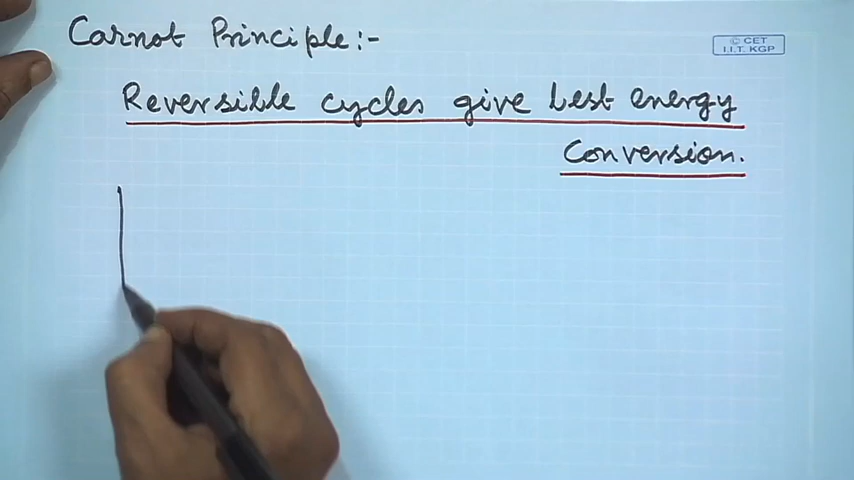 Carnot Principle:-
© CET
I.I.T. KGP
Reversible cycles give best energy
Conversion.